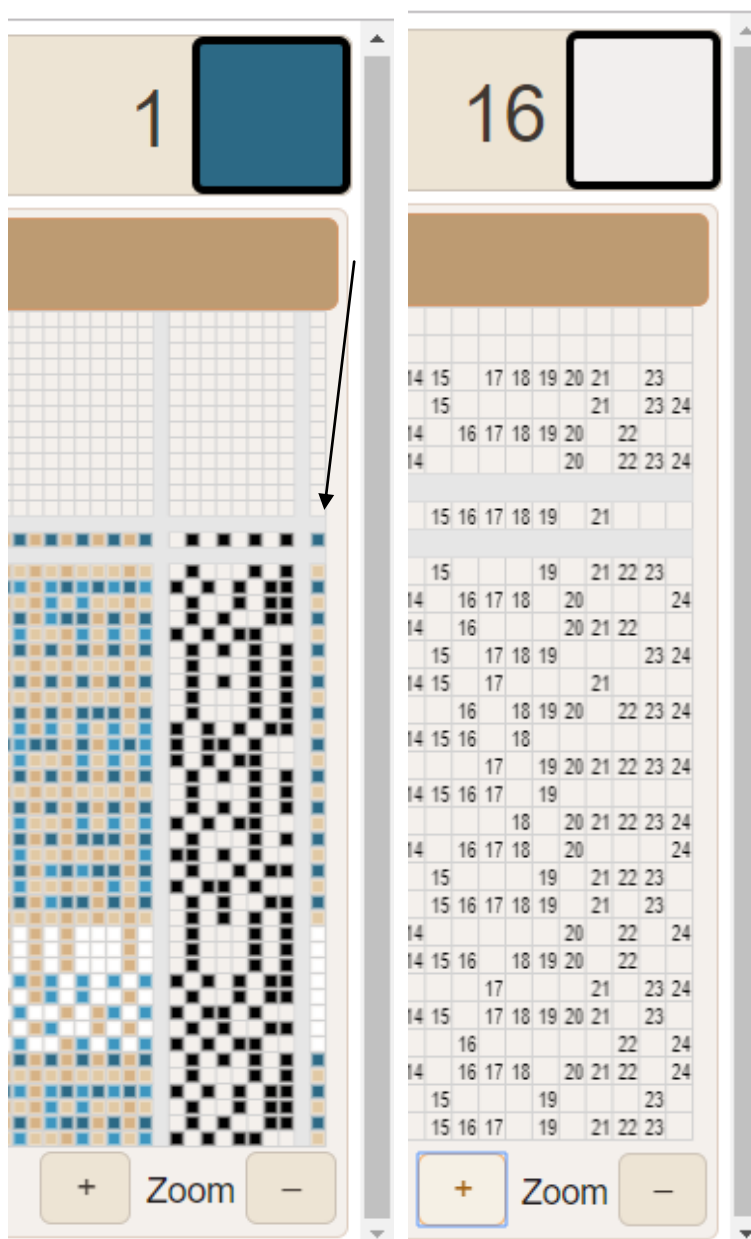 1
+ Zoom –
16
14 15 17 18 19 20 21 23
15 21 23 24
14 16 17 18 19 20 22
14 20 22 23 24
15 16 17 18 19 21
15 19 21 22 23
14 16 17 18 20 24
14 16 20 21 22
15 17 18 19 23 24
14 15 17 21
16 18 19 20 22 23 24
14 15 16 18
17 19 20 21 22 23 24
14 15 16 17 19
18 20 21 22 23 24
14 16 17 18 20 24
15 19 21 22 23
15 16 17 18 19 21 23
14 20 22 24
14 15 16 18 19 20 22
17 21 23 24
14 15 17 18 19 20 21 23
16 22 24
14 16 17 18 20 21 22 24
15 19 23
15 16 17 19 21 22 23
+ Zoom –